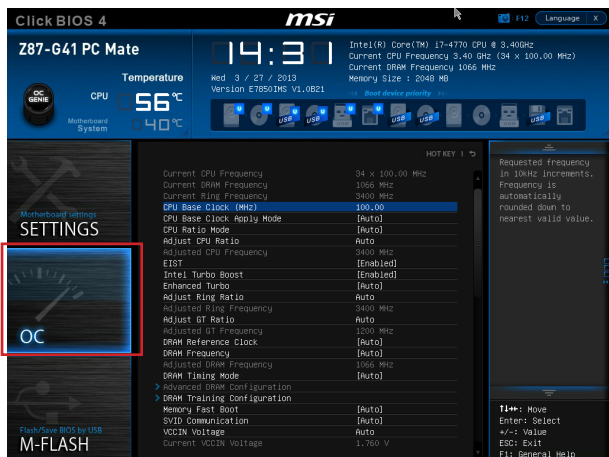 Click BIOS 4
msi
F12
Language
X
Z87-G41 PC Mate
14:31
Intel(R) Core(TM) i7-4770 CPU @ 3.40GHz
Current CPU Frequency 3.40 GHz (34 x 100.00 MHz)
Current DRAM Frequency 1066 MHz
Memory Size : 2048 MB
Temperature
Wed 3 / 27 / 2013
Version E7850IMS V1.0B21
Boot device priority
OC
GENIE
CPU
56°C
Motherboard
System
40°C
USB USB USB USB USB
HOT KEY
Motherboard settings
SETTINGS
OC
Flash/Save BIOS by USB
M-FLASH
Current CPU Frequency 34 x 100.00 MHz
Current DRAM Frequency 1066 MHz
Current Ring Frequency 3400 MHz
CPU Base Clock (MHz) 100.00
CPU Base Clock Apply Mode [Auto]
CPU Ratio Mode [Auto]
Adjust CPU Ratio Auto
Adjusted CPU Frequency 3400 MHz
EIST [Enabled]
Intel Turbo Boost [Enabled]
Enhanced Turbo [Auto]
Adjust Ring Ratio Auto
Adjusted Ring Frequency 3400 MHz
Adjust GT Ratio Auto
Adjusted GT Frequency 1200 MHz
DRAM Reference Clock [Auto]
DRAM Frequency [Auto]
Adjusted DRAM Frequency 1066 MHz
DRAM Timing Mode [Auto]
> Advanced DRAM Configuration
> DRAM Training Configuration
Memory Fast Boot [Auto]
SVID Communication [Auto]
VCCIN Voltage Auto
Current VCCIN Voltage 1.760 V
Requested frequency
in 10kHz increments.
Frequency is
automatically
rounded down to
nearest valid value.
↑↓←→: Move
Enter: Select
+/-: Value
ESC: Exit
F1: General Help